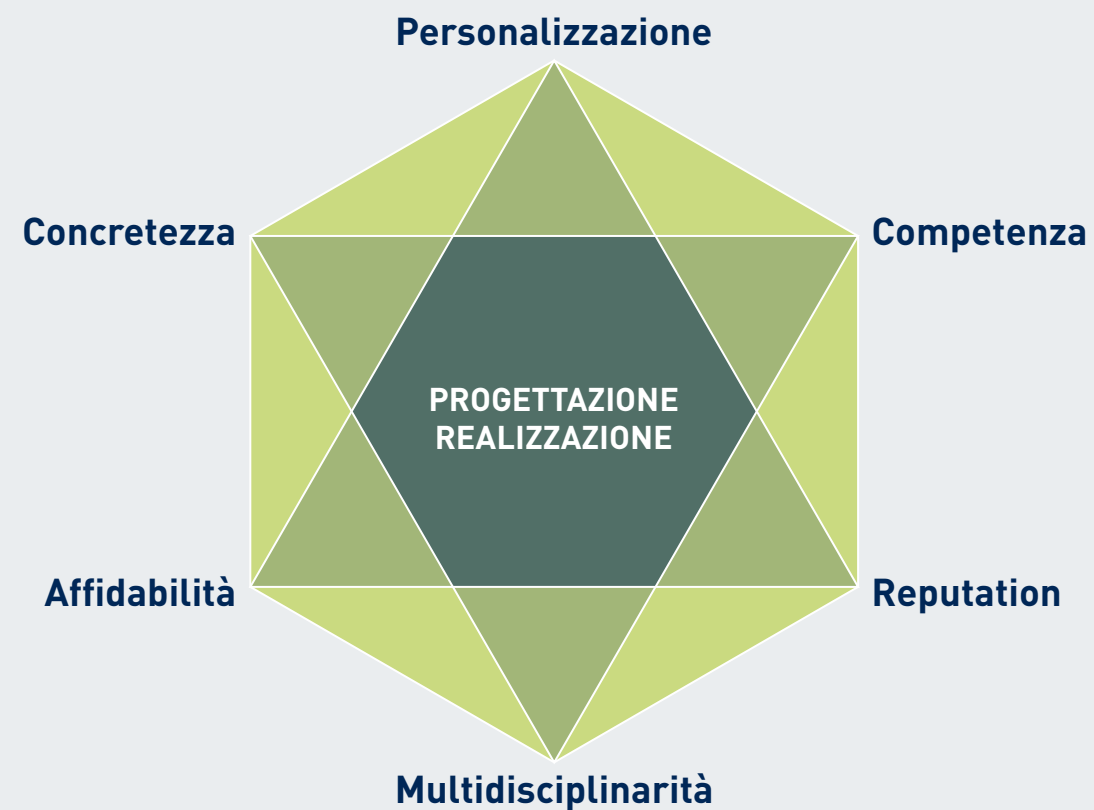 Personalizzazione
Concretezza
Competenza
PROGETTAZIONE
REALIZZAZIONE
Affidabilità
Reputation
Multidisciplinarità